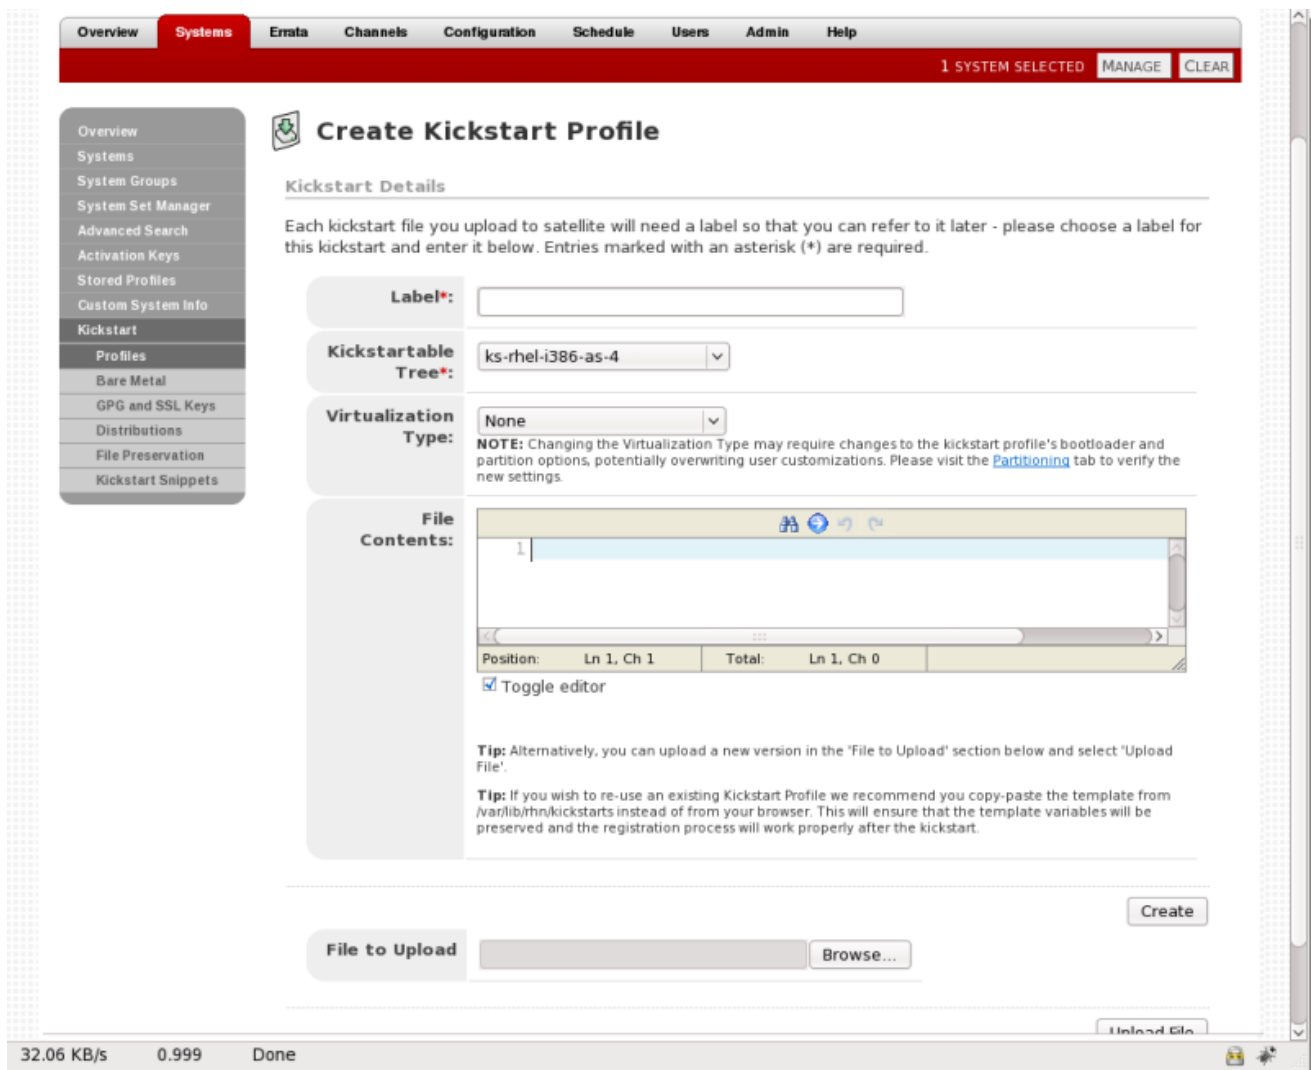 Overview Systems Errata Channels Configuration Schedule Users Admin Help
1 SYSTEM SELECTED MANAGE CLEAR
Overview
Systems
System Groups
System Set Manager
Advanced Search
Activation Keys
Stored Profiles
Custom System Info
Kickstart
Profiles
Bare Metal
GPG and SSL Keys
Distributions
File Preservation
Kickstart Snippets
Create Kickstart Profile
Kickstart Details
Each kickstart file you upload to satellite will need a label so that you can refer to it later - please choose a label for
this kickstart and enter it below. Entries marked with an asterisk (*) are required.
Label*:
Kickstartable
Tree*:
ks-rhel-i386-as-4
Virtualization
Type:
None
NOTE: Changing the Virtualization Type may require changes to the kickstart profile's bootloader and
partition options, potentially overwriting user customizations. Please visit the Partitioning tab to verify the
new settings.
File
Contents:
1
Position: Ln 1, Ch 1 Total: Ln 1, Ch 0
Toggle editor
Tip: Alternatively, you can upload a new version in the 'File to Upload' section below and select 'Upload
File'.
Tip: If you wish to re-use an existing Kickstart Profile we recommend you copy-paste the template from
/var/lib/rhn/kickstarts instead of from your browser. This will ensure that the template variables will be
preserved and the registration process will work properly after the kickstart.
Create
File to Upload
Browse...
Upload File
32.06 KB/s 0.999 Done